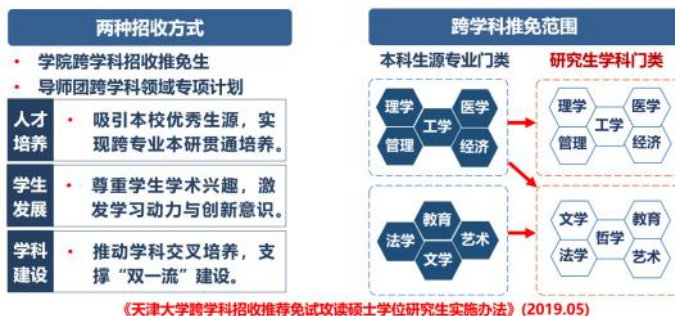 两种招收方式
• 学院跨学科招收推免生
• 导师团跨学科领域专项计划
人才
培养
• 吸引本校优秀生源，实
现跨专业本研贯通培养。
学生
发展
• 尊重学生学术兴趣，激
发学习动力与创新意识。
学科
建设
• 推动学科交叉培养，支
撑“双一流”建设。
跨学科推免范围
本科生源专业门类
理学
医学
工学
管理
经济
教育
法学
艺术
文学
研究生学科门类
理学
医学
工学
管理
经济
文学
教育
哲学
法学
艺术
《天津大学跨学科招收推荐免试攻读硕士学位研究生实施办法》(2019.05)